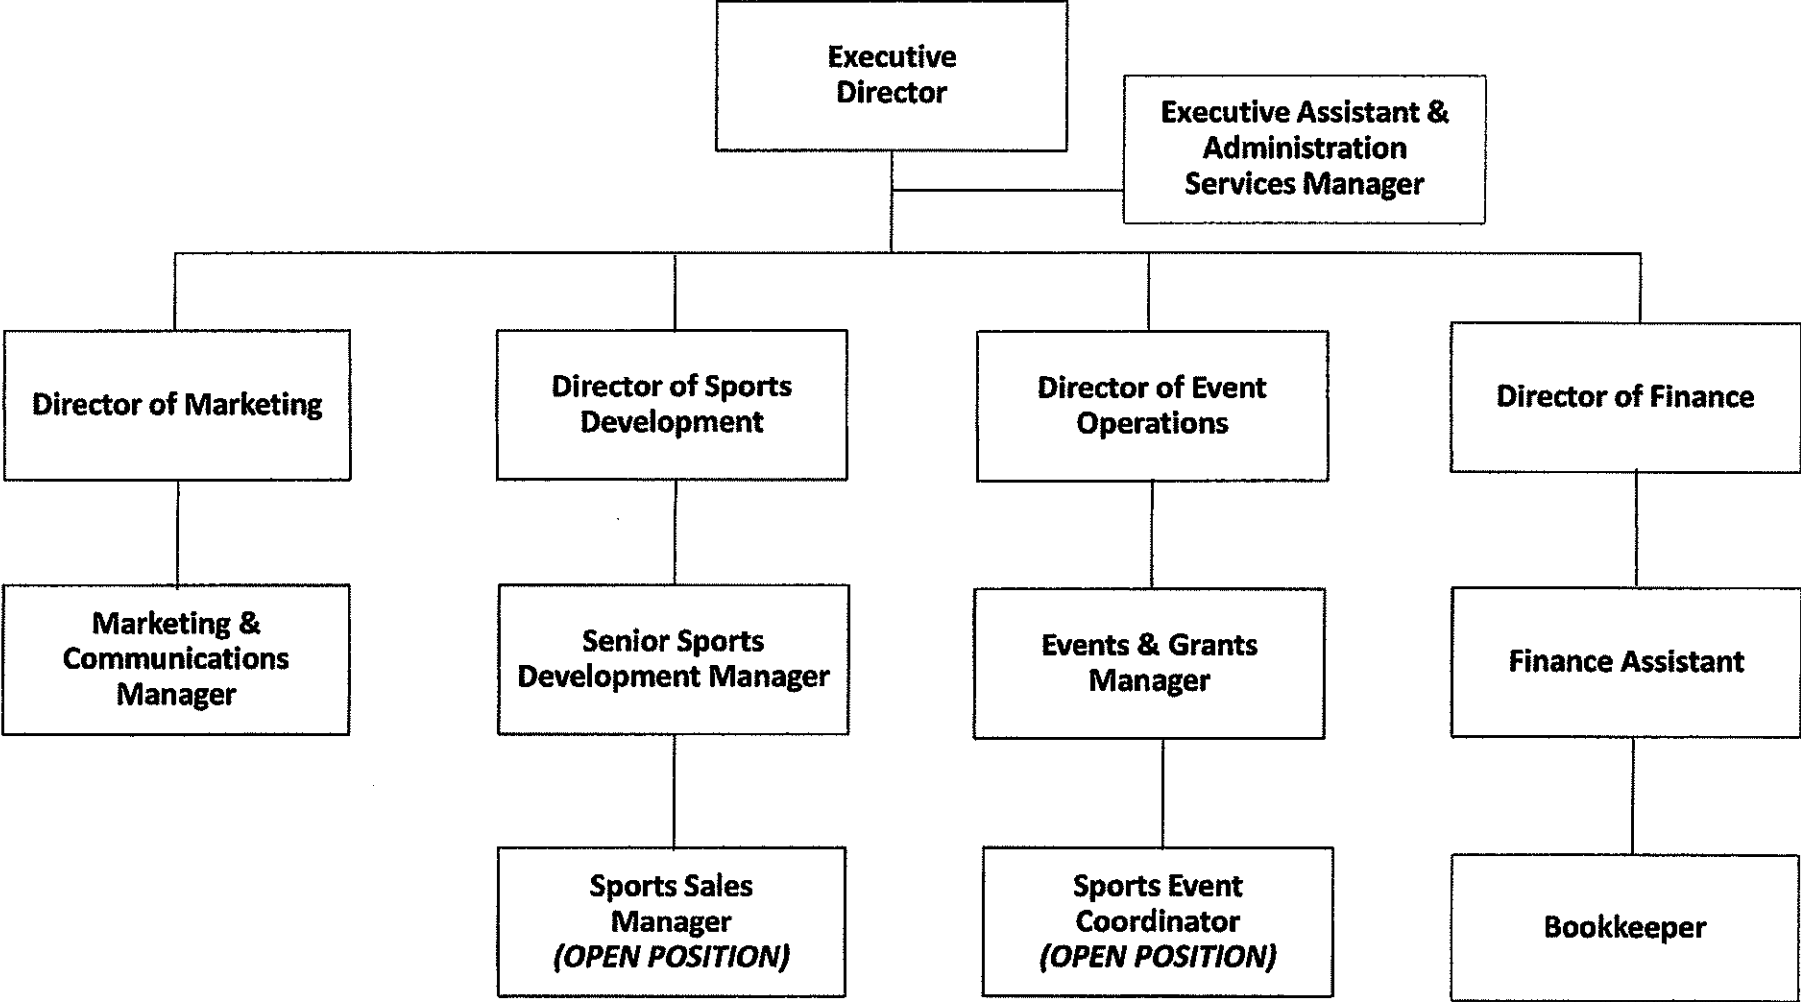 Executive
Director
Executive Assistant &
Administration
Services Manager
Director of Marketing
Director of Sports
Development
Director of Event
Operations
Director of Finance
Marketing &
Communications
Manager
Senior Sports
Development Manager
Events & Grants
Manager
Finance Assistant
Sports Sales
Manager
(OPEN POSITION)
Sports Event
Coordinator
(OPEN POSITION)
Bookkeeper